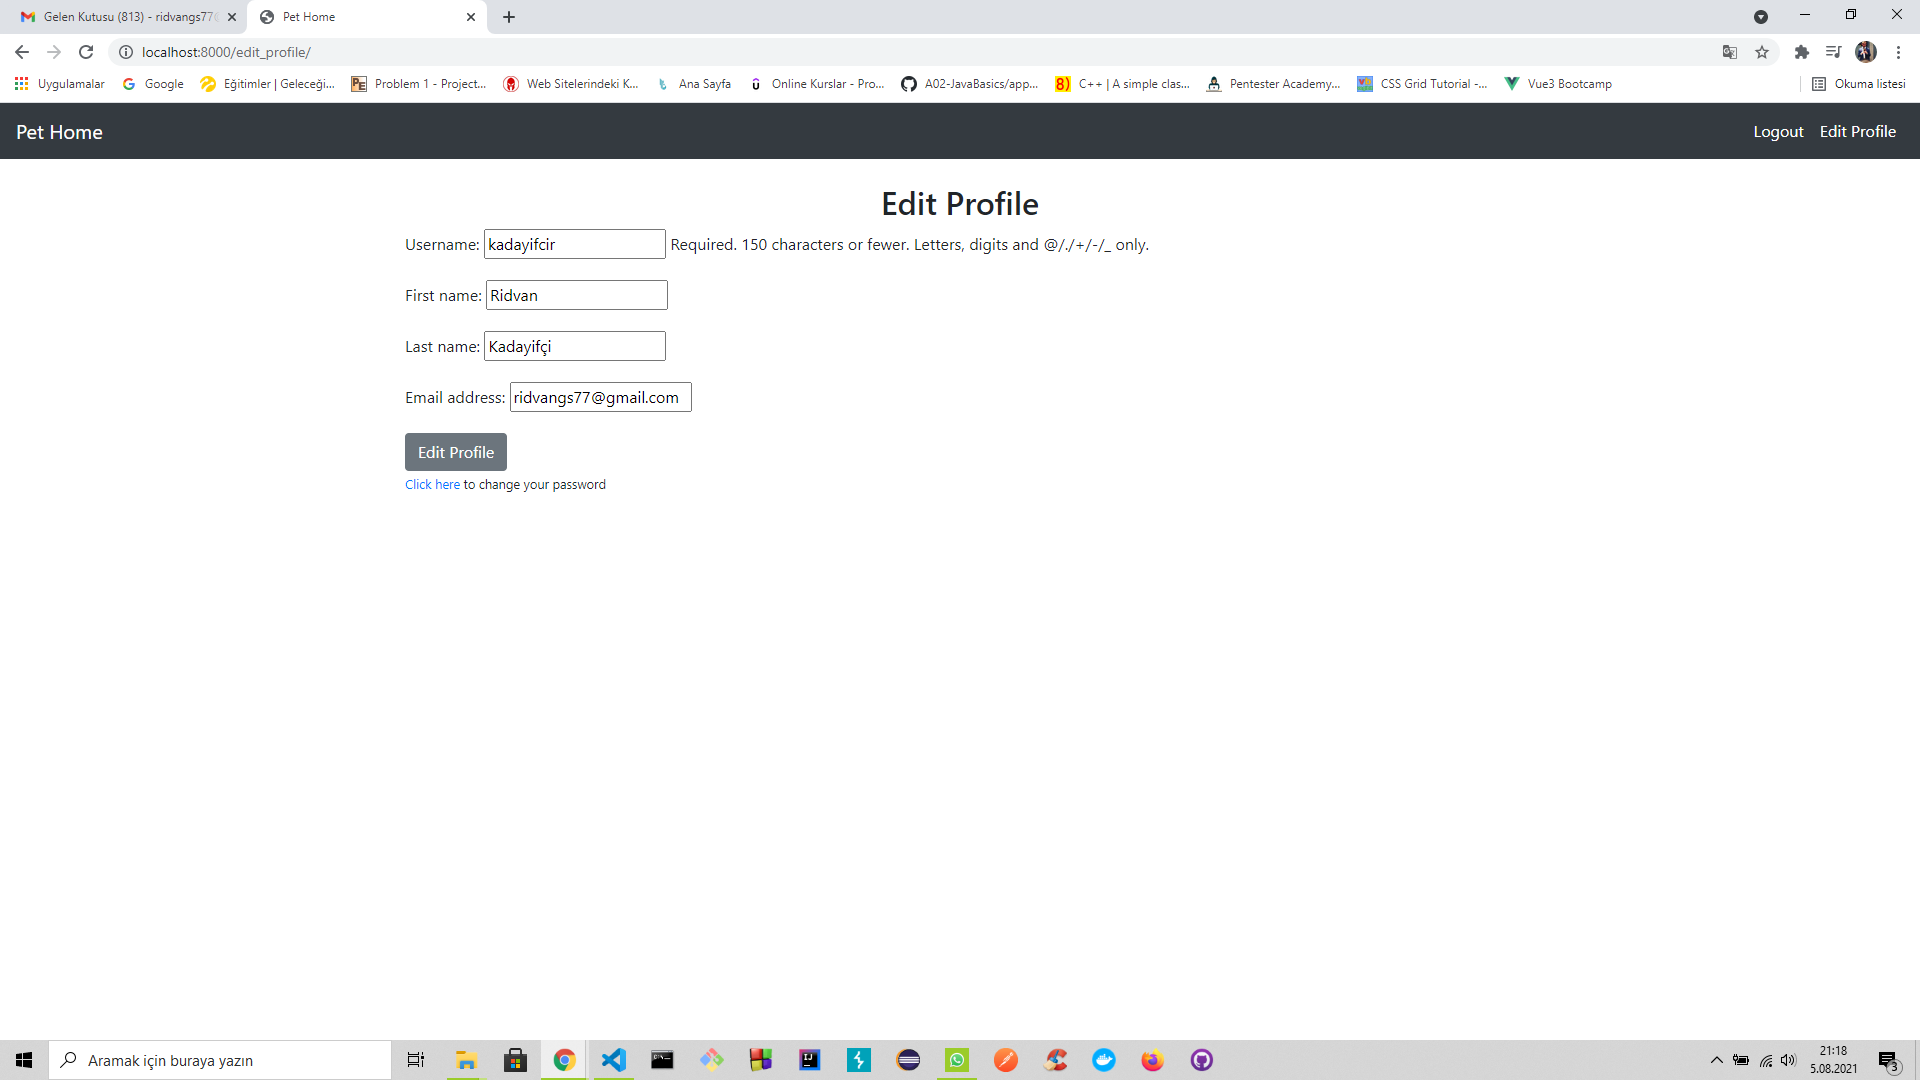 Gelen Kutusu (813) - ridvangs77
Pet Home
localhost:8000/edit_profile/
Uygulamalar
Google
Eğitimler | Geleceği...
Problem 1 - Project...
Web Sitelerindeki K...
Ana Sayfa
Online Kurslar - Pro...
A02-JavaBasics/app...
C++ | A simple clas...
Pentester Academy...
CSS Grid Tutorial -...
Vue3 Bootcamp
Okuma listesi
Pet Home
Logout
Edit Profile
Edit Profile
Username: kadayifcir Required. 150 characters or fewer. Letters, digits and @/./+/-/_ only.
First name: Ridvan
Last name: Kadayifçi
Email address: ridvangs77@gmail.com
Edit Profile
Click here to change your password
Aramak için buraya yazın
21:18
5.08.2021
3